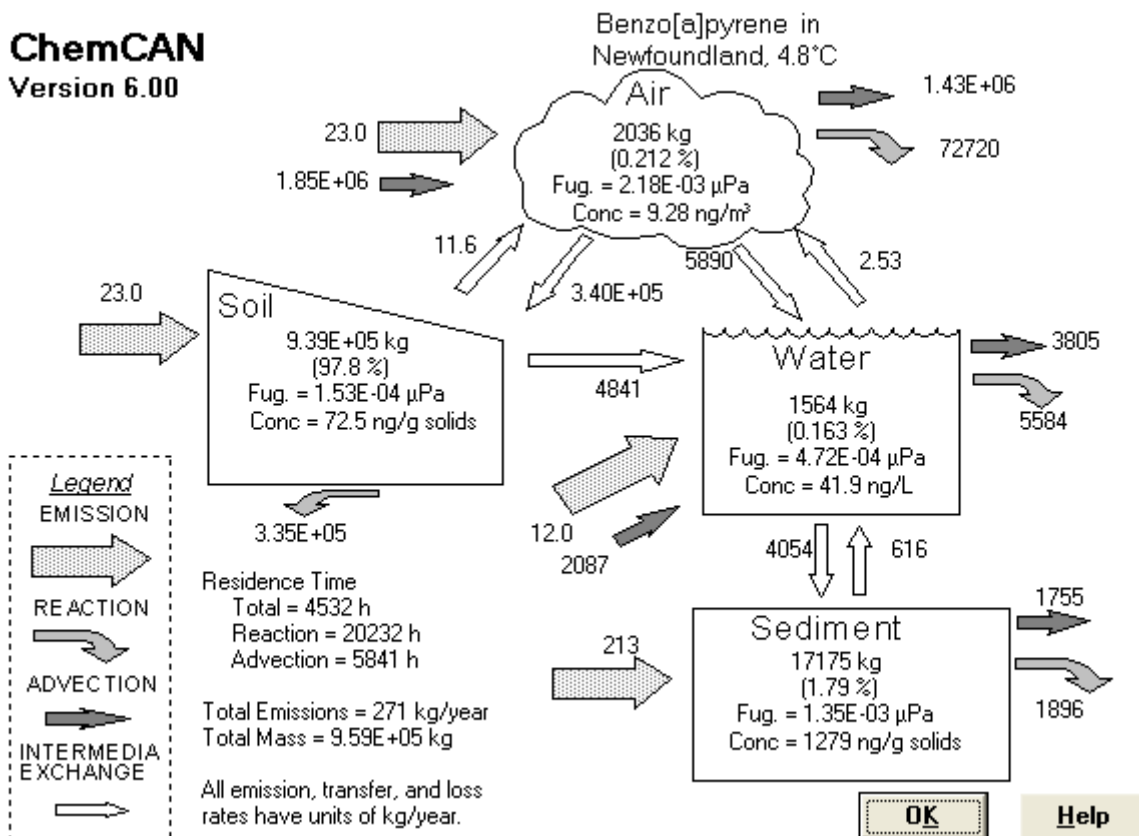 ChemCAN
Version 6.00
Benzo[a]pyrene in
Newfoundland, 4.8°C
Air
2036 kg
(0.212 %)
Fug. = 2.18E-03 µPa
Conc = 9.28 ng/m³
23.0
1.85E+06
1.43E+06
72720
11.6
3.40E+05
5890
2.53
23.0
Soil
9.39E+05 kg
(97.8 %)
Fug. = 1.53E-04 µPa
Conc = 72.5 ng/g solids
4841
3.35E+05
Water
1564 kg
(0.163 %)
Fug. = 4.72E-04 µPa
Conc = 41.9 ng/L
3805
5584
12.0
2087
4054
616
Sediment
17175 kg
(1.79 %)
Fug. = 1.35E-03 µPa
Conc = 1279 ng/g solids
213
1755
1896
Legend
EMISSION
REACTION
ADVECTION
INTERMEDIA
EXCHANGE
Residence Time
Total = 4532 h
Reaction = 20232 h
Advection = 5841 h
Total Emissions = 271 kg/year
Total Mass = 9.59E+05 kg
All emission, transfer, and loss
rates have units of kg/year.
OK
Help